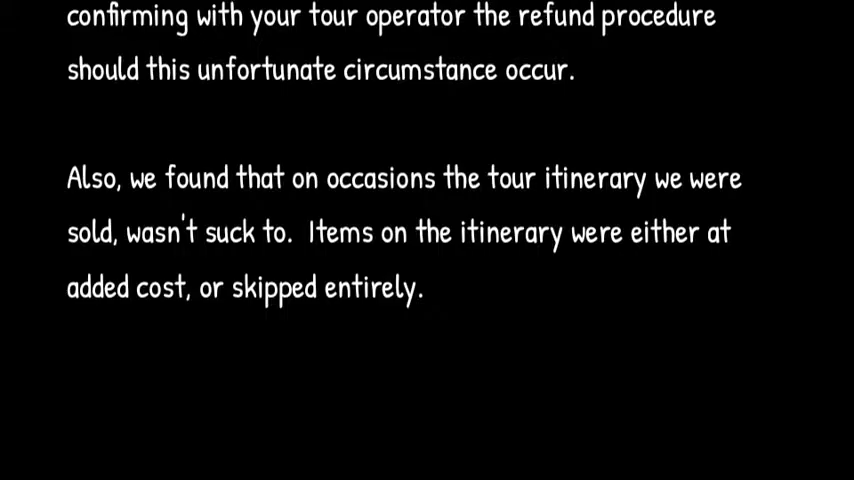 confirming with your tour operator the refund procedure
should this unfortunate circumstance occur.
Also, we found that on occasions the tour itinerary we were
sold, wasn't suck to.  Items on the itinerary were either at
added cost, or skipped entirely.